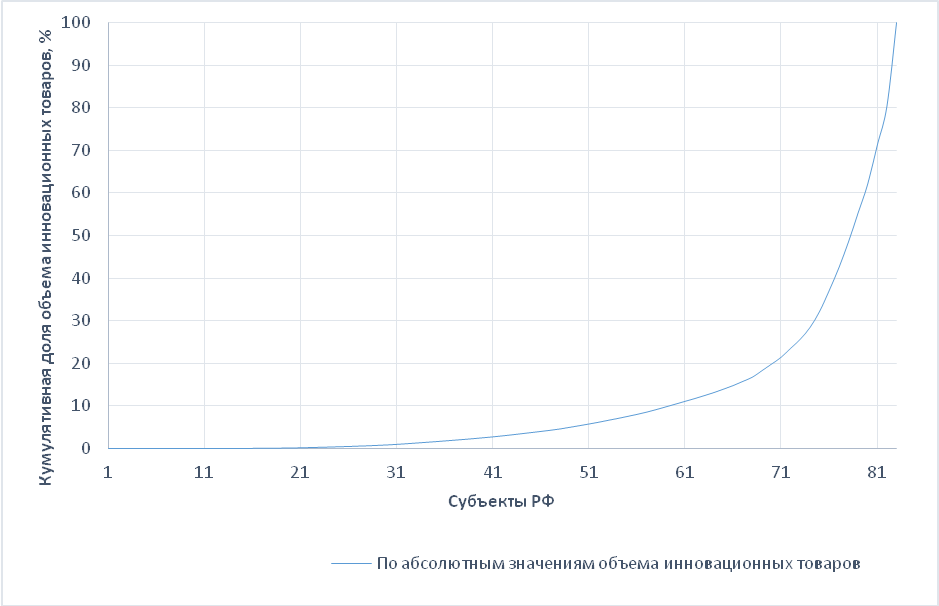 Кумулятивная доля объема инновационных товаров, %
100
90
80
70
60
50
40
30
20
10
0
1 11 21 31 41 51 61 71 81
Субъекты РФ
По абсолютным значениям объема инновационных товаров